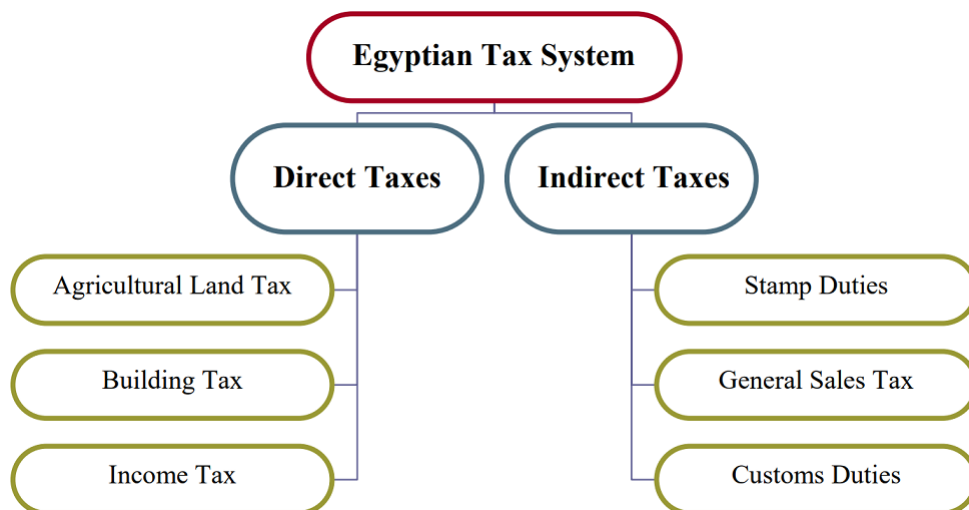 Egyptian Tax System
Direct Taxes
Indirect Taxes
Agricultural Land Tax
Building Tax
Income Tax
Stamp Duties
General Sales Tax
Customs Duties